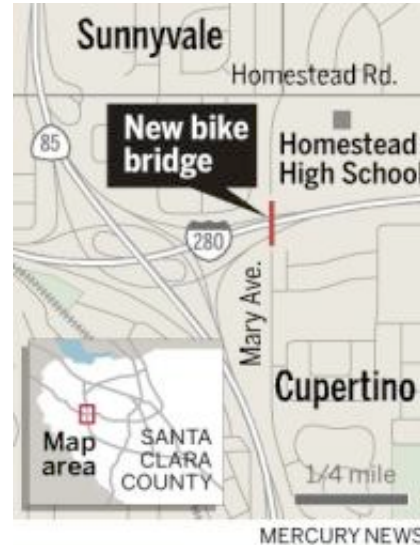 Sunnyvale
Homestead Rd.
85
New bike
bridge
Homestead
High School
280
Mary Ave.
Cupertino
Map
area
SANTA
CLARA
COUNTY
1/4 mile
MERCURY NEWS